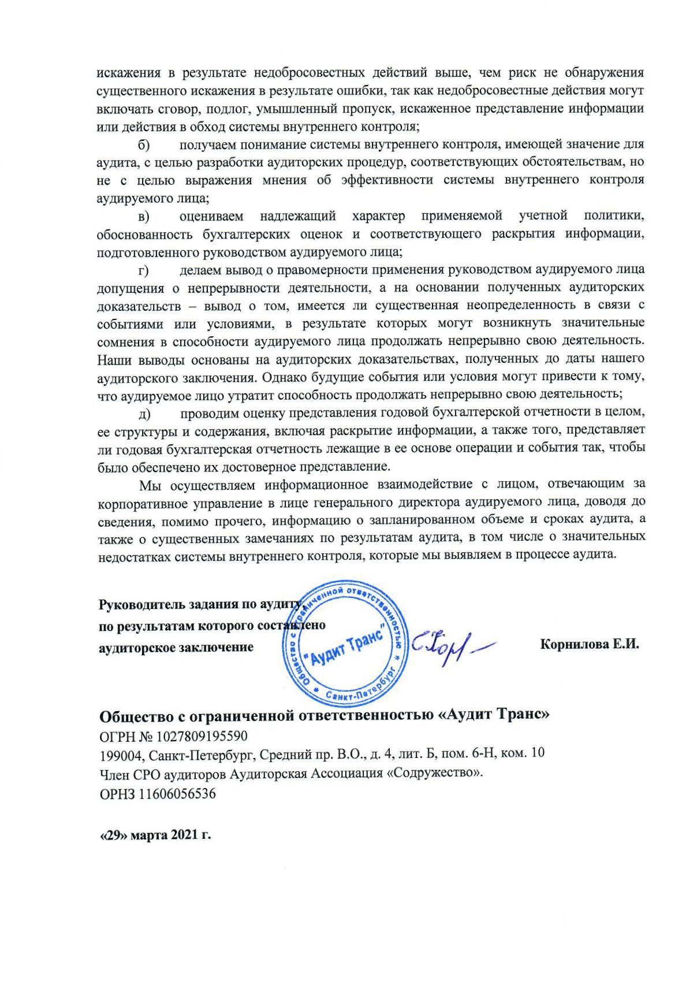 искажения в результате недобросовестных действий выше, чем риск не обнаружения
существенного искажения в результате ошибки, так как недобросовестные действия могут
включать сговор, подлог, умышленный пропуск, искаженное представление информации
или действия в обход системы внутреннего контроля;
б) получаем понимание системы внутреннего контроля, имеющей значение для
аудита, с целью разработки аудиторских процедур, соответствующих обстоятельствам, но
не с целью выражения мнения об эффективности системы внутреннего контроля
аудируемого лица;
в) оцениваем надлежащий характер применяемой учетной политики,
обоснованность бухгалтерских оценок и соответствующего раскрытия информации,
подготовленного руководством аудируемого лица;
г) делаем вывод о правомерности применения руководством аудируемого лица
допущения о непрерывности деятельности, а на основании полученных аудиторских
доказательств – вывод о том, имеется ли существенная неопределенность в связи с
событиями или условиями, в результате которых могут возникнуть значительные
сомнения в способности аудируемого лица продолжать непрерывно свою деятельность.
Наши выводы основаны на аудиторских доказательствах, полученных до даты нашего
аудиторского заключения. Однако будущие события или условия могут привести к тому,
что аудируемое лицо утратит способность продолжать непрерывно свою деятельность;
д) проводим оценку представления годовой бухгалтерской отчетности в целом,
ее структуры и содержания, включая раскрытие информации, а также того, представляет
ли годовая бухгалтерская отчетность лежащие в ее основе операции и события так, чтобы
было обеспечено их достоверное представление.
Мы осуществляем информационное взаимодействие с лицом, отвечающим за
корпоративное управление в лице генерального директора аудируемого лица, доводя до
сведения, помимо прочего, информацию о запланированном объеме и сроках аудита, а
также о существенных замечаниях по результатам аудита, в том числе о значительных
недостатках системы внутреннего контроля, которые мы выявляем в процессе аудита.
Руководитель задания по аудиту,
по результатам которого составлено
аудиторское заключение
Корнилова Е.И.
Общество с ограниченной ответственностью
"Аудит Транс"
Санкт-Петербург
Общество с ограниченной ответственностью «Аудит Транс»
ОГРН № 1027809195590
199004, Санкт-Петербург, Средний пр. В.О., д. 4, лит. Б, пом. 6-Н, ком. 10
Член СРО аудиторов Аудиторская Ассоциация «Содружество».
ОРНЗ 11606056536
«29» марта 2021 г.